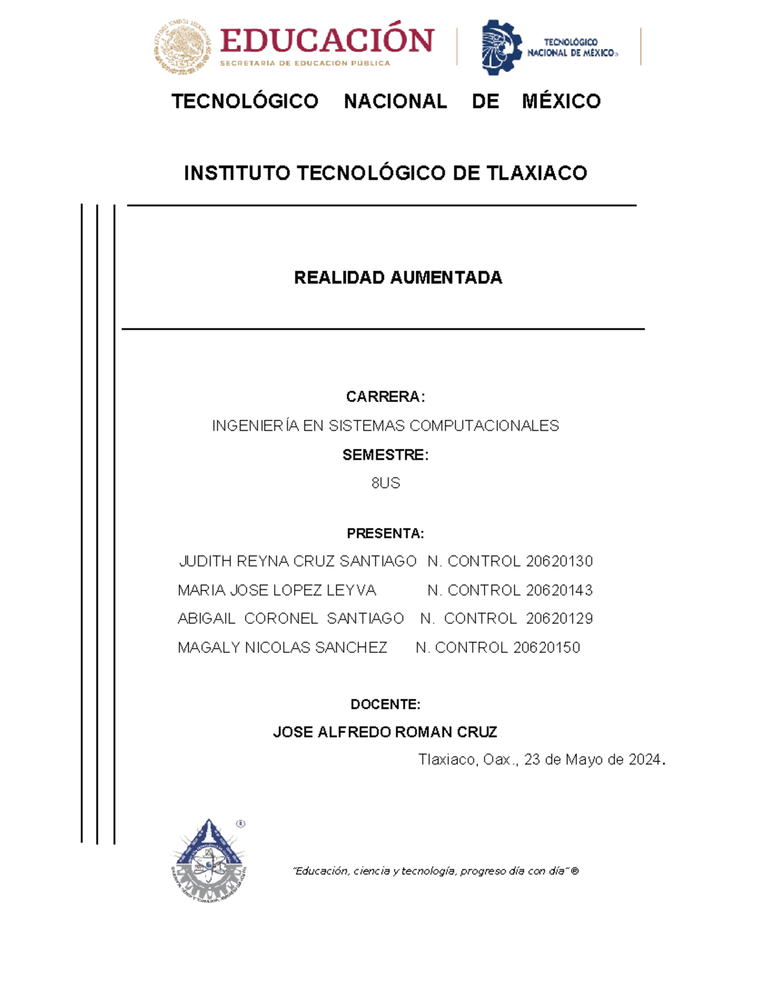 EDUCACIÓN
SECRETARÍA DE EDUCACIÓN PÚBLICA
TECNOLÓGICO
NACIONAL DE MÉXICO
TECNOLÓGICO NACIONAL DE MÉXICO
INSTITUTO TECNOLÓGICO DE TLAXIACO
REALIDAD AUMENTADA
CARRERA:
INGENIERÍA EN SISTEMAS COMPUTACIONALES
SEMESTRE:
8US
PRESENTA:
JUDITH REYNA CRUZ SANTIAGO N. CONTROL 20620130
MARIA JOSE LOPEZ LEYVA N. CONTROL 20620143
ABIGAIL CORONEL SANTIAGO N. CONTROL 20620129
MAGALY NICOLAS SANCHEZ N. CONTROL 20620150
DOCENTE:
JOSE ALFREDO ROMAN CRUZ
Tlaxiaco, Oax., 23 de Mayo de 2024.
®
"Educación, ciencia y tecnología, progreso día con día" ®